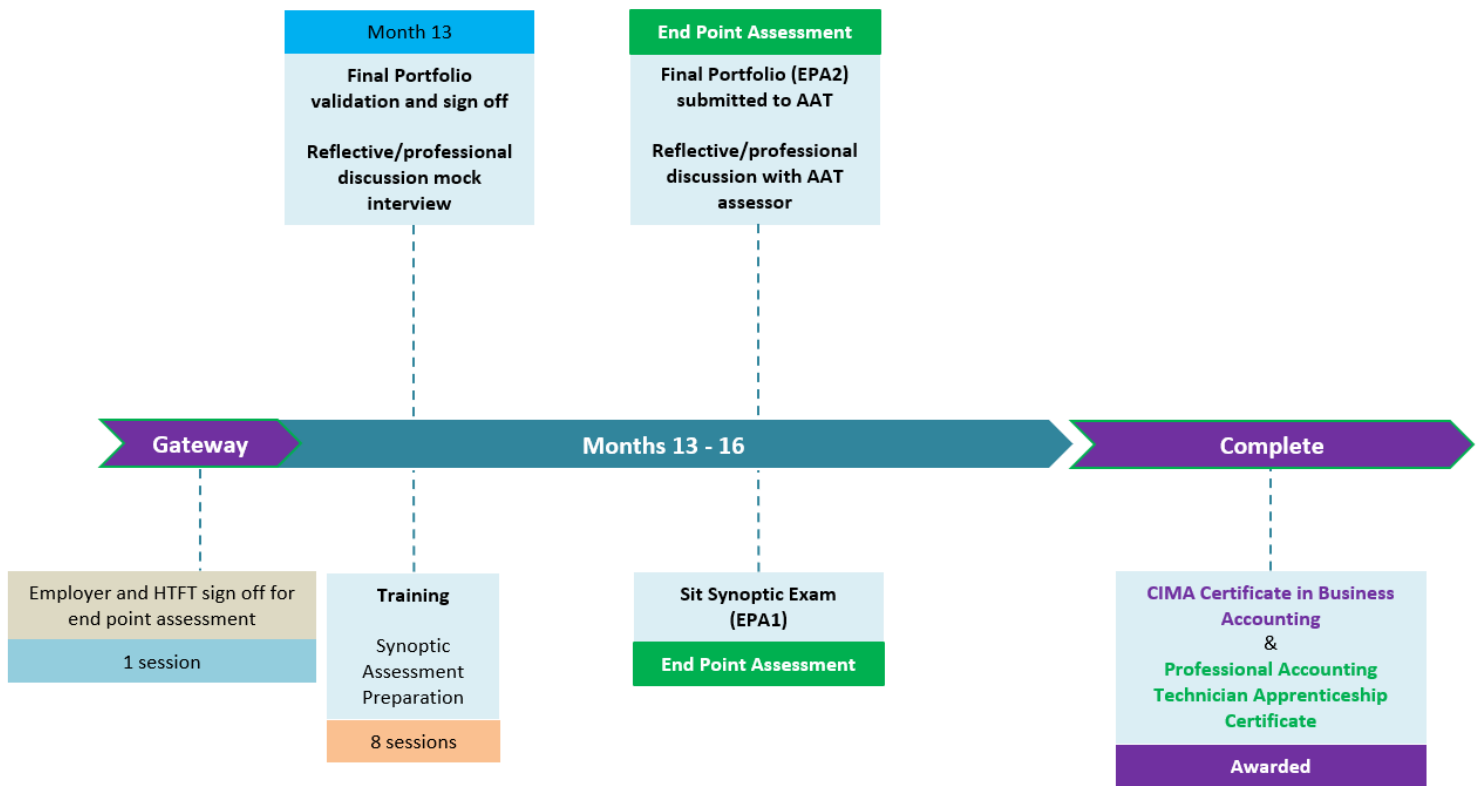 Month 13
Final Portfolio
validation and sign off
Reflective/professional
discussion mock
interview
End Point Assessment
Final Portfolio (EPA2)
submitted to AAT
Reflective/professional
discussion with AAT
assessor
Gateway
Months 13 - 16
Complete
Employer and HTFT sign off for
end point assessment
1 session
Training
Synoptic
Assessment
Preparation
8 sessions
Sit Synoptic Exam
(EPA1)
End Point Assessment
CIMA Certificate in Business
Accounting
&
Professional Accounting
Technician Apprenticeship
Certificate
Awarded